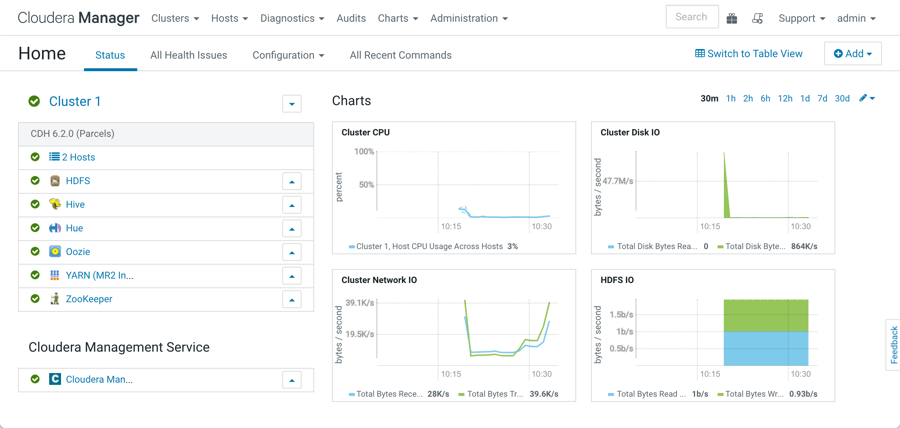 Cloudera Manager Clusters Hosts Diagnostics Audits Charts Administration Search Support admin
Home Status All Health Issues Configuration All Recent Commands Switch to Table View Add
Cluster 1
CDH 6.2.0 (Parcels)
2 Hosts
HDFS
Hive
Hue
Oozie
YARN (MR2 In...
ZooKeeper
Cloudera Management Service
Cloudera Man...
Charts 30m 1h 2h 6h 12h 1d 7d 30d
Cluster CPU
percent
100%
50%
10:15 10:30
Cluster 1, Host CPU Usage Across Hosts 3%
Cluster Disk IO
bytes / second
47.7M/s
10:15 10:30
Total Disk Bytes Rea... 0 Total Disk Byte... 864K/s
Cluster Network IO
bytes / second
39.1K/s
19.5K/s
10:15 10:30
Total Bytes Rece... 28K/s Total Bytes Tr... 39.6K/s
HDFS IO
bytes / second
1.5b/s
1b/s
0.5b/s
10:15 10:30
Total Bytes Read ... 1b/s Total Bytes Wr... 0.93b/s
Feedback